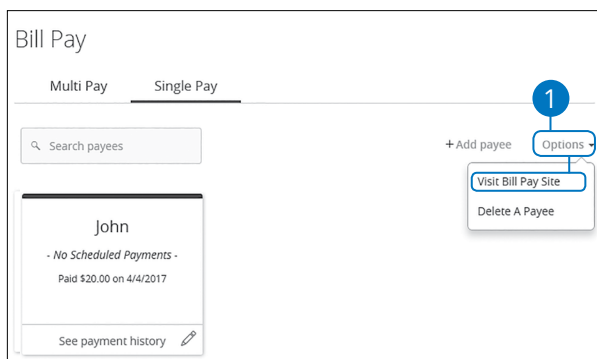 Bill Pay
Multi Pay Single Pay
1
Search payees
+ Add payee Options
Visit Bill Pay Site
Delete A Payee
John
- No Scheduled Payments -
Paid $20.00 on 4/4/2017
See payment history